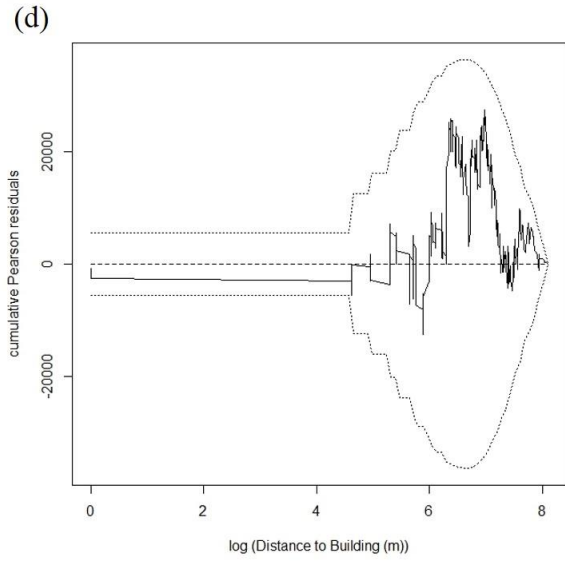 (d)
cumulative Pearson residuals
20000
0
-20000
0 2 4 6 8
log (Distance to Building (m))